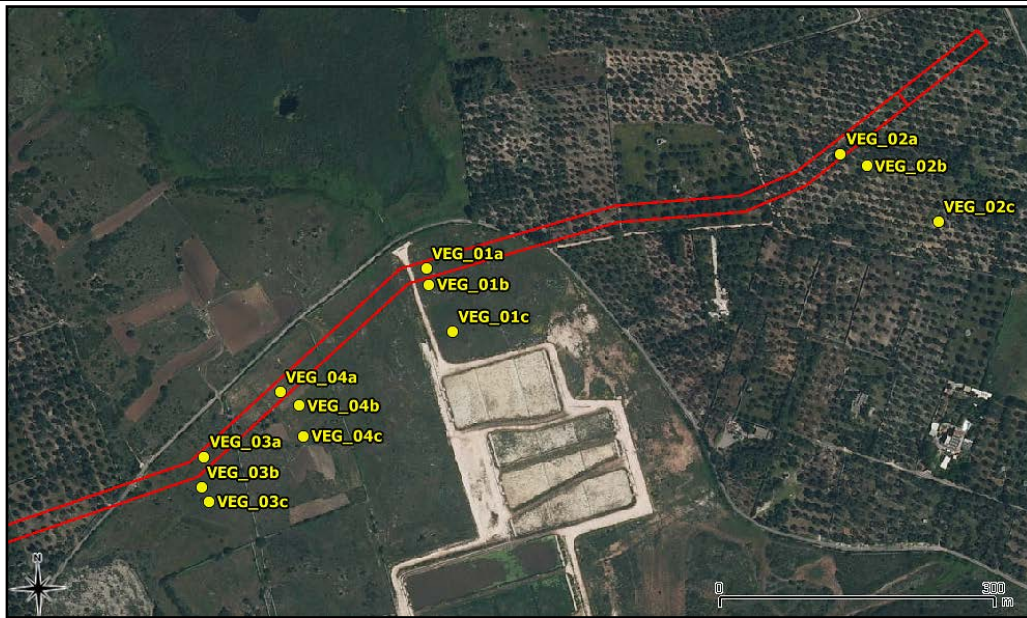 VEG_02a
VEG_02b
VEG_02c
VEG_01a
VEG_01b
VEG_01c
VEG_04a
VEG_04b
VEG_04c
VEG_03a
VEG_03b
VEG_03c
N
0 300
m